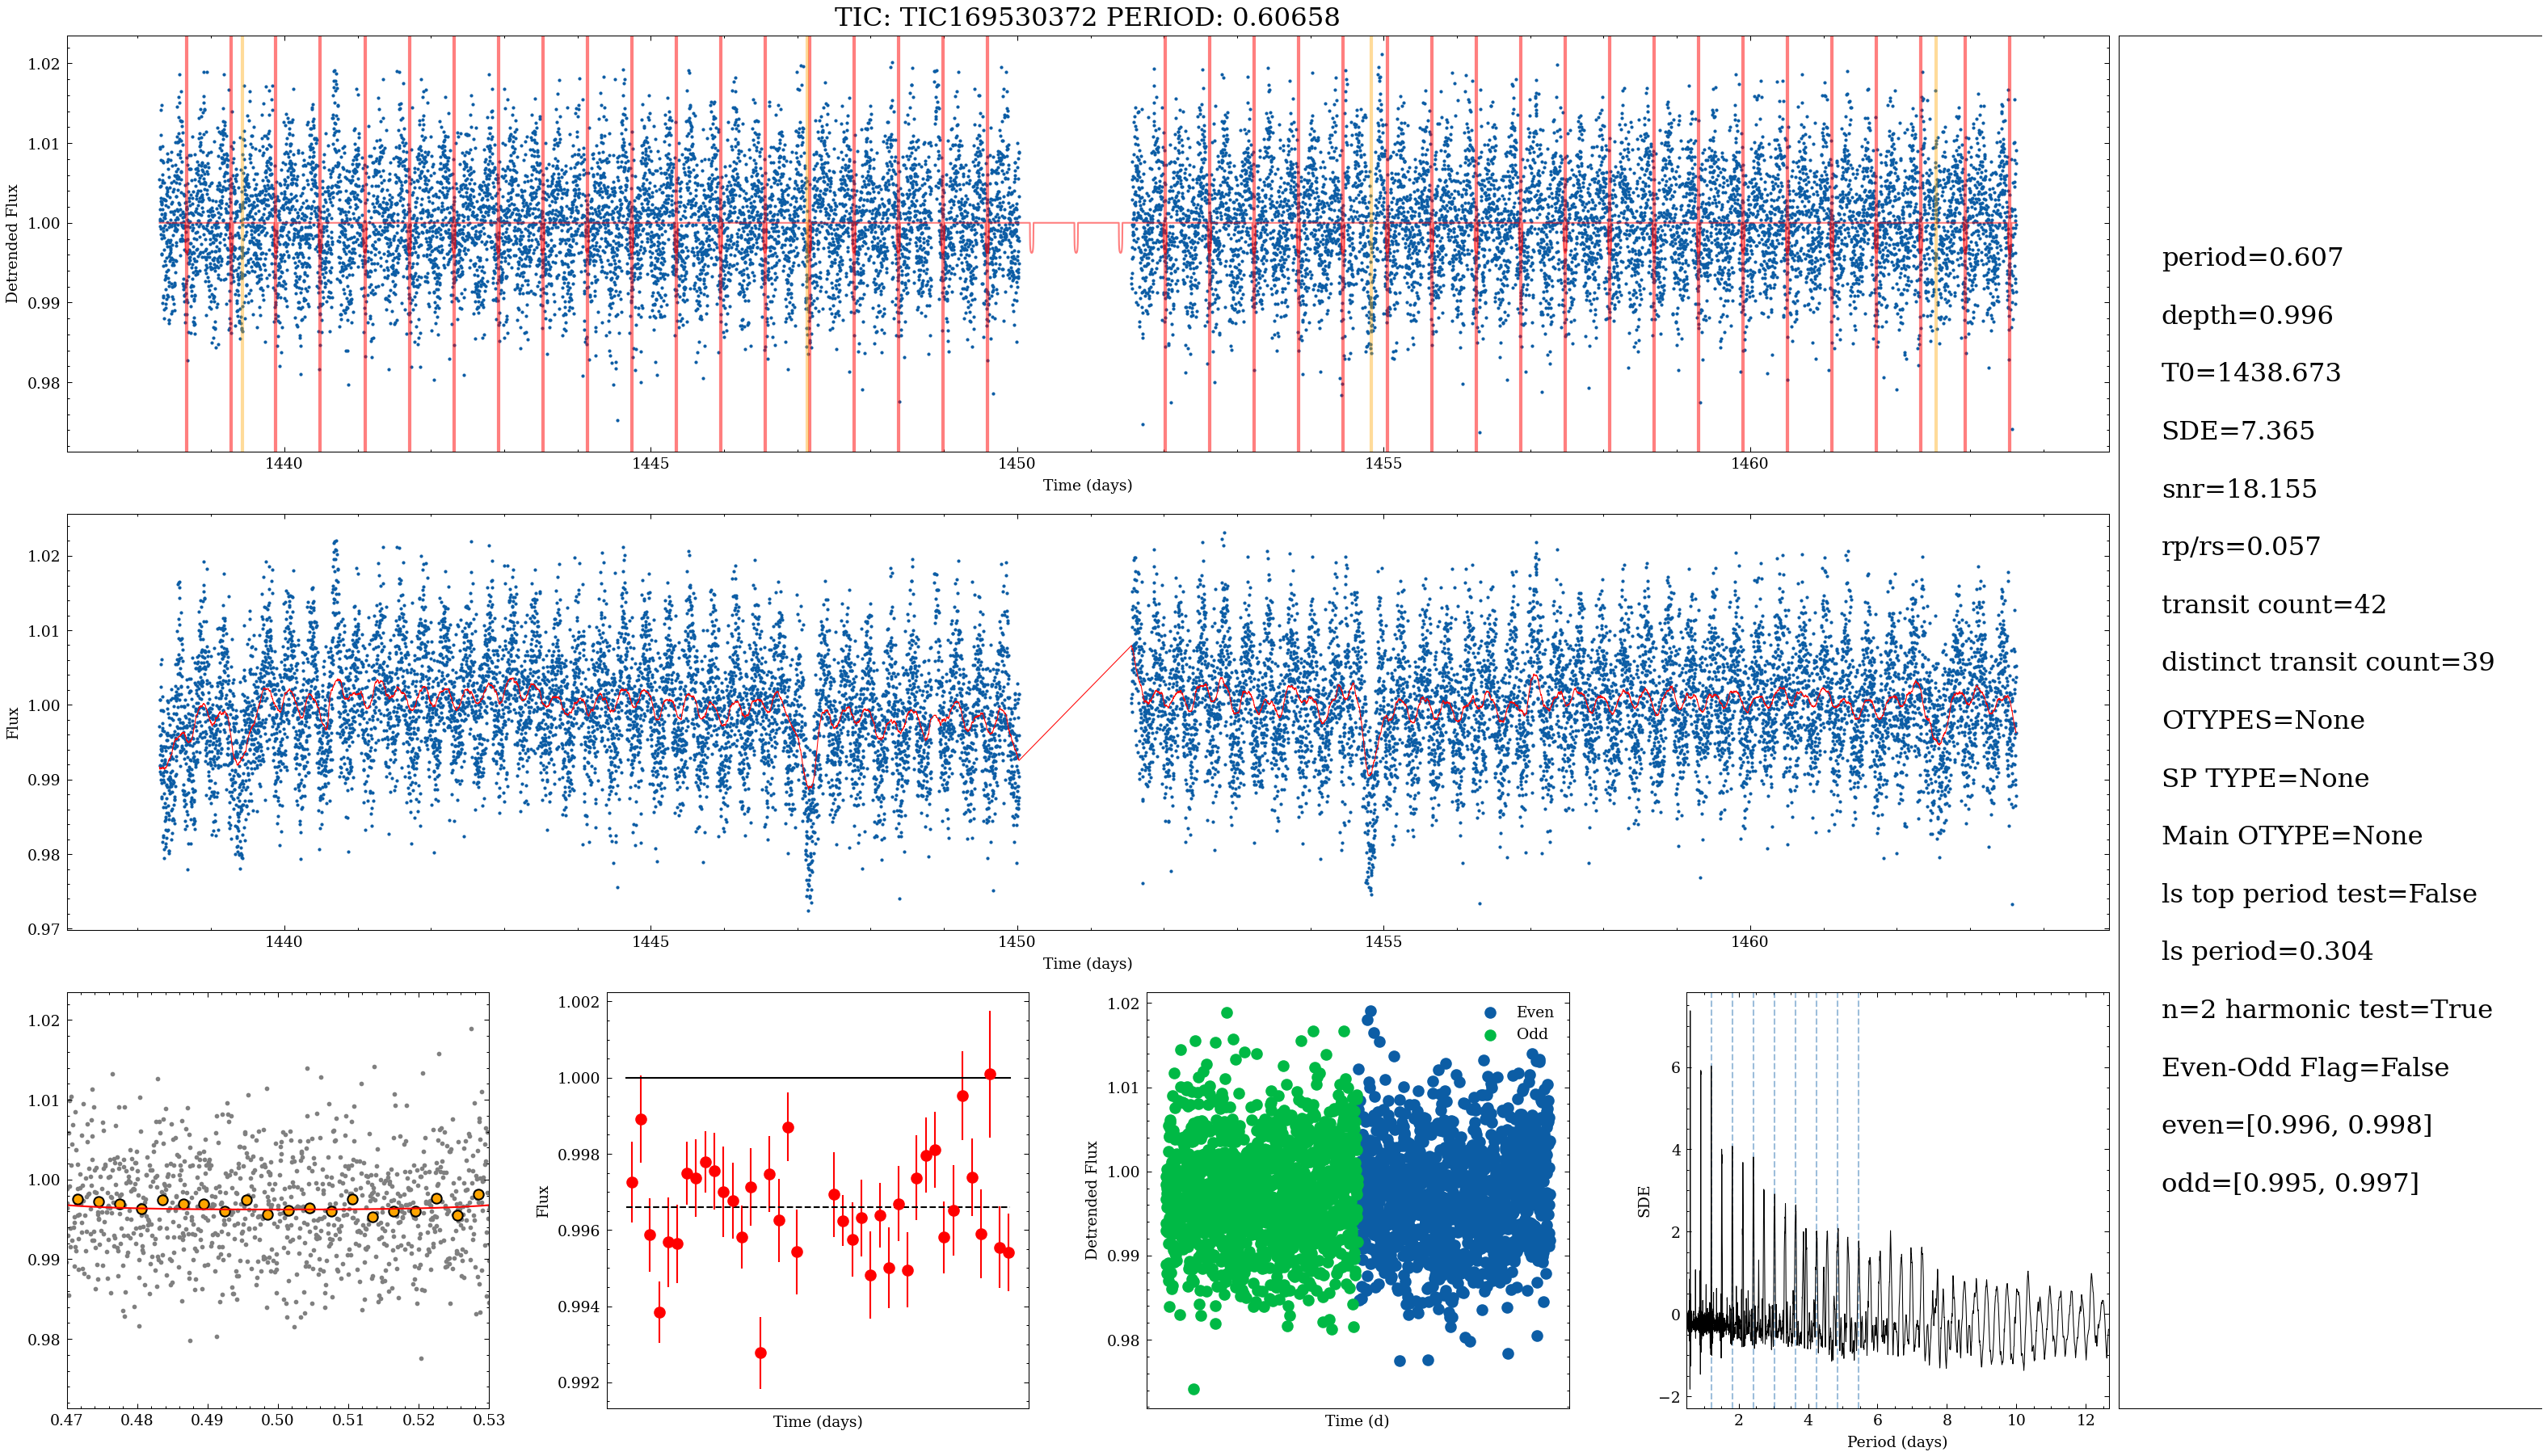 TIC: TIC169530372 PERIOD: 0.60658
1.02
1.01
1.00
0.99
0.98
Detrended Flux
1440
1445
1450
1455
1460
Time (days)
1.02
1.01
1.00
0.99
0.98
0.97
Flux
1440
1445
1450
1455
1460
Time (days)
1.02
1.01
1.00
0.99
0.98
0.47
0.48
0.49
0.50
0.51
0.52
0.53
1.002
1.000
0.998
0.996
0.994
0.992
Flux
Time (days)
1.02
1.01
1.00
0.99
0.98
Detrended Flux
Even
Odd
Time (d)
6
4
2
0
−2
SDE
2
4
6
8
10
12
Period (days)
period=0.607
depth=0.996
T0=1438.673
SDE=7.365
snr=18.155
rp/rs=0.057
transit count=42
distinct transit count=39
OTYPES=None
SP TYPE=None
Main OTYPE=None
ls top period test=False
ls period=0.304
n=2 harmonic test=True
Even-Odd Flag=False
even=[0.996, 0.998]
odd=[0.995, 0.997]